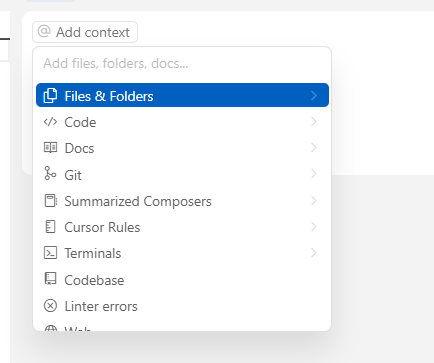 @ Add context
Add files, folders, docs...
Files & Folders
Code
Docs
Git
Summarized Composers
Cursor Rules
Terminals
Codebase
Linter errors
Web